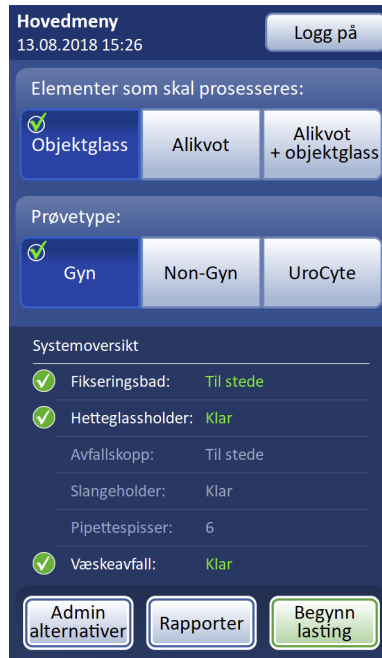 Hovedmeny
13.08.2018 15:26
Logg på
Elementer som skal prosesseres:
Objektglass
Alikvot
Alikvot
+ objektglass
Prøvetype:
Gyn
Non-Gyn
UroCyte
Systemoversikt
Fikseringsbad: Til stede
Hetteglassholder: Klar
Avfallskopp: Til stede
Slangeholder: Klar
Pipettespisser: 6
Væskeavfall: Klar
Admin
alternativer
Rapporter
Begynn
lasting